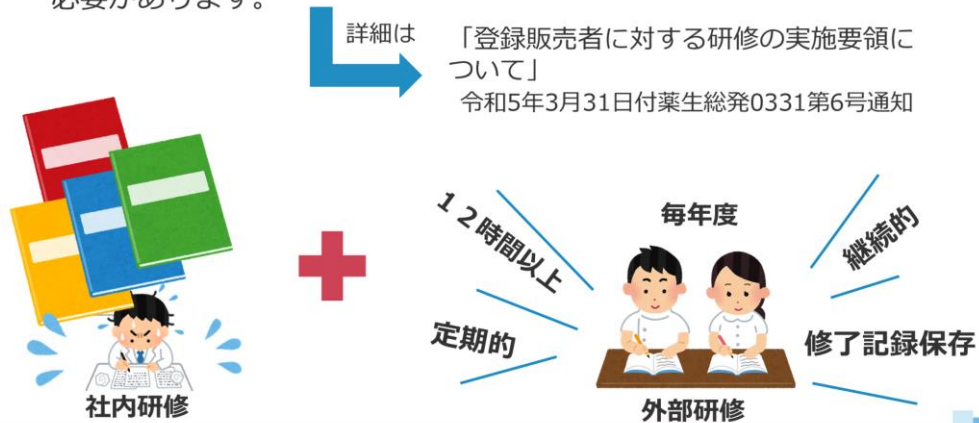 必要があります。
詳細は
「登録販売者に対する研修の実施要領に
ついて」
令和5年3月31日付薬生総発0331第6号通知
１２時間以上
毎年度
継続的
定期的
修了記録保存
社内研修
外部研修